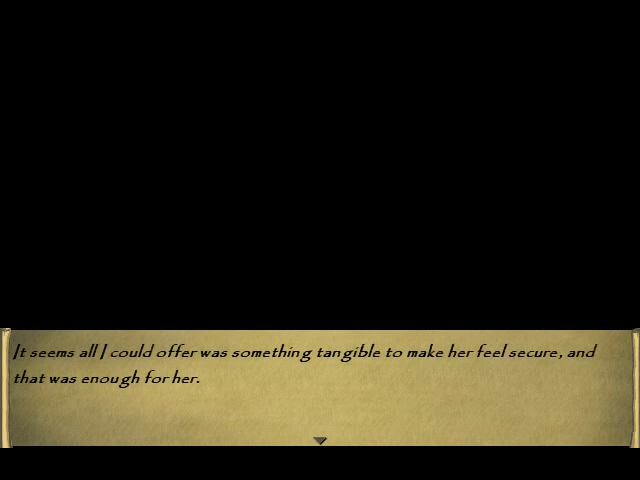 It seems all I could offer was something tangible to make her feel secure, and
that was enough for her.